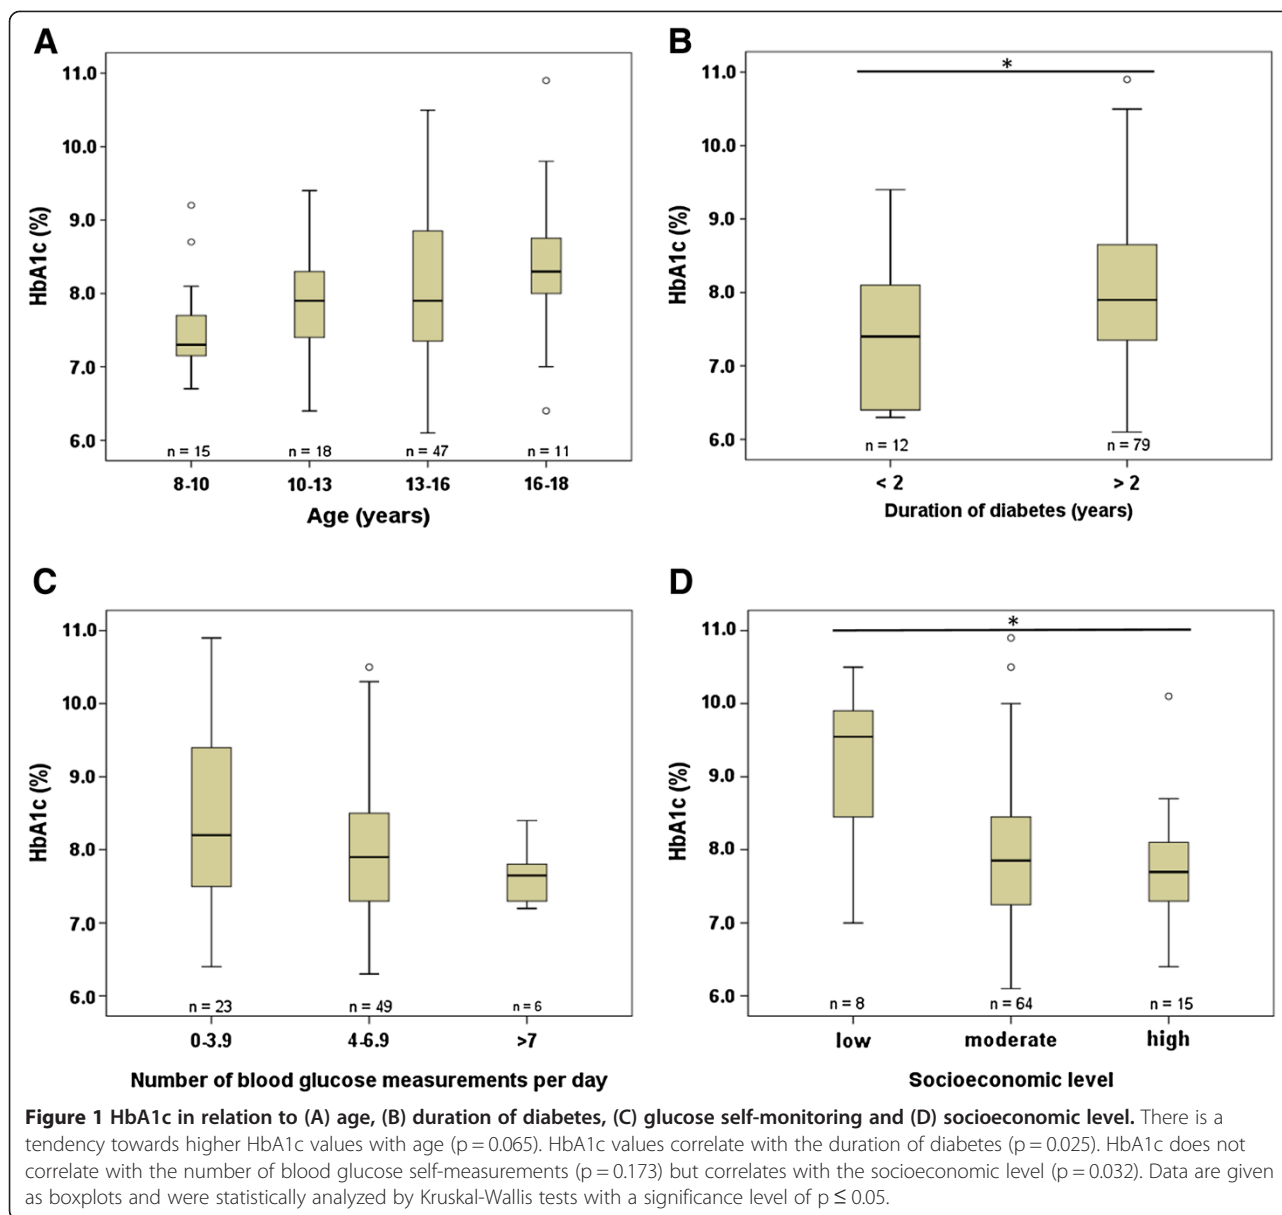 A
11.0
10.0
9.0
8.0
7.0
6.0
HbA1c (%)
n = 15
n = 18
n = 47
n = 11
8-10
10-13
13-16
16-18
Age (years)
B
*
11.0
10.0
9.0
8.0
7.0
6.0
HbA1c (%)
n = 12
n = 79
< 2
> 2
Duration of diabetes (years)
C
11.0
10.0
9.0
8.0
7.0
6.0
HbA1c (%)
n = 23
n = 49
n = 6
0-3.9
4-6.9
>7
Number of blood glucose measurements per day
D
*
11.0
10.0
9.0
8.0
7.0
6.0
HbA1c (%)
n = 8
n = 64
n = 15
low
moderate
high
Socioeconomic level
Figure 1 HbA1c in relation to (A) age, (B) duration of diabetes, (C) glucose self-monitoring and (D) socioeconomic level. There is a
tendency towards higher HbA1c values with age (p = 0.065). HbA1c values correlate with the duration of diabetes (p = 0.025). HbA1c does not
correlate with the number of blood glucose self-measurements (p = 0.173) but correlates with the socioeconomic level (p = 0.032). Data are given
as boxplots and were statistically analyzed by Kruskal-Wallis tests with a significance level of p ≤ 0.05.